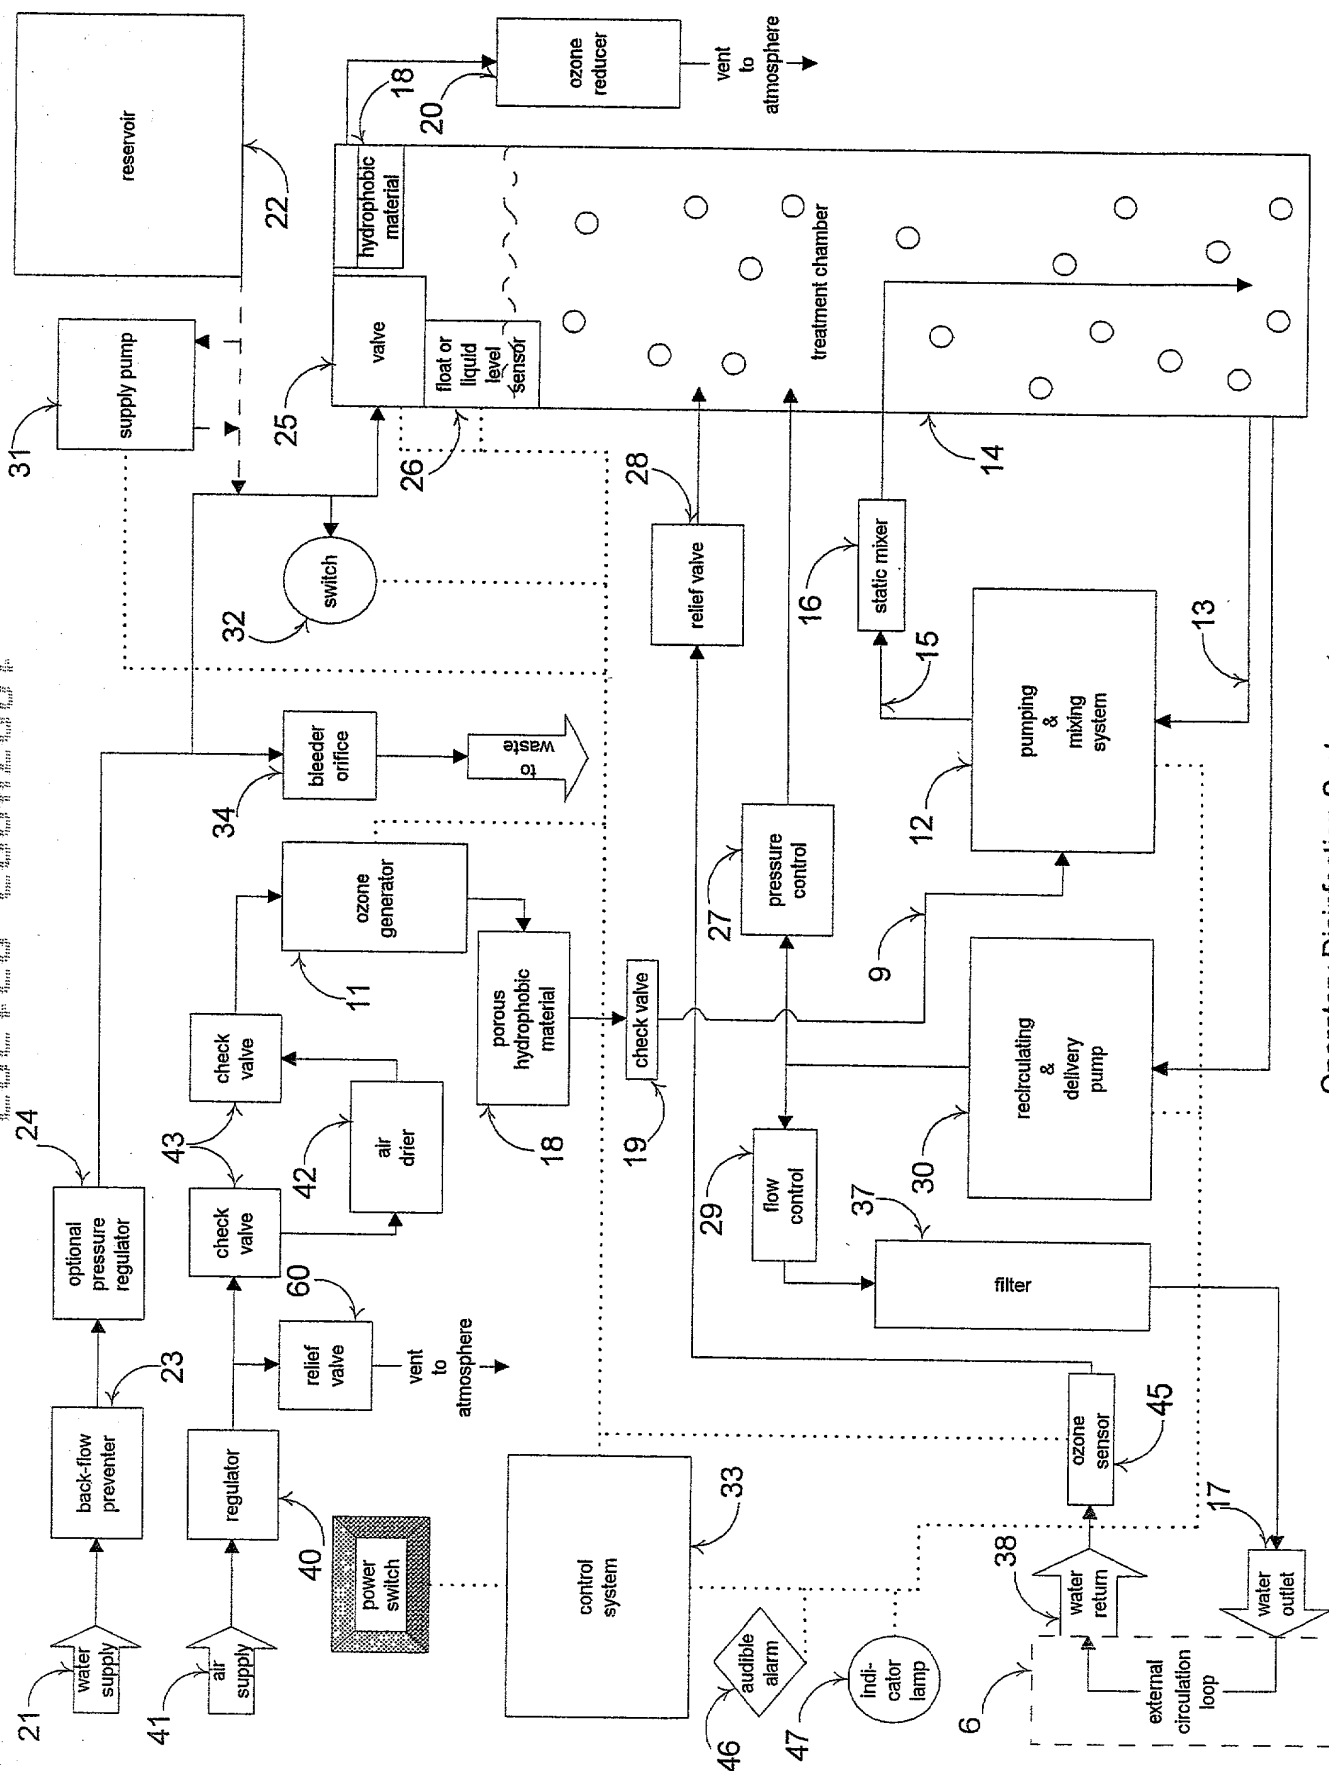 21
water
supply
back-flow
preventer
23
optional
pressure
regulator
24
31
supply pump
reservoir
22
41
air
supply
regulator
40
relief
valve
60
vent
to
atmosphere
check
valve
43
check
valve
42
air
drier
11
ozone
generator
34
bleeder
orifice
to
waste
32
switch
25
valve
26
float or
liquid
level
sensor
hydrophobic
material
18
20
ozone
reducer
vent
to
atmosphere
power
switch
control
system
33
18
porous
hydrophobic
material
19
check valve
28
relief valve
46
audible
alarm
47
indi-
cator
lamp
29
flow
control
27
pressure
control
16
static mixer
15
14
treatment chamber
37
filter
9
30
recirculating
&
delivery
pump
12
pumping
&
mixing
system
13
6
external
circulation
loop
38
water
return
ozone
sensor
45
water
outlet
17
Operatory Disinfection System